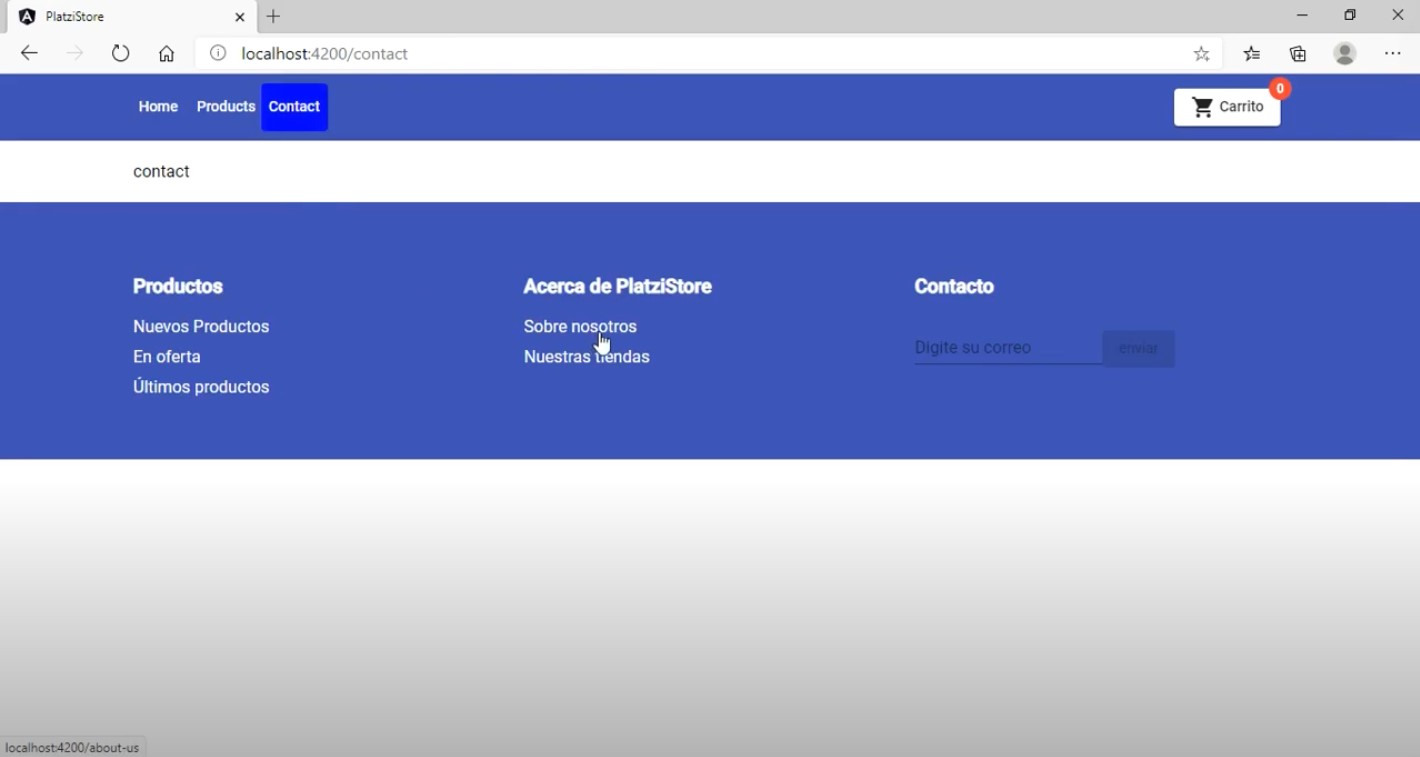 PlatziStore
localhost:4200/contact
Home Products Contact
0
Carrito
contact
Productos
Nuevos Productos
En oferta
Últimos productos
Acerca de PlatziStore
Sobre nosotros
Nuestras tiendas
Contacto
Digite su correo
enviar
localhost:4200/about-us